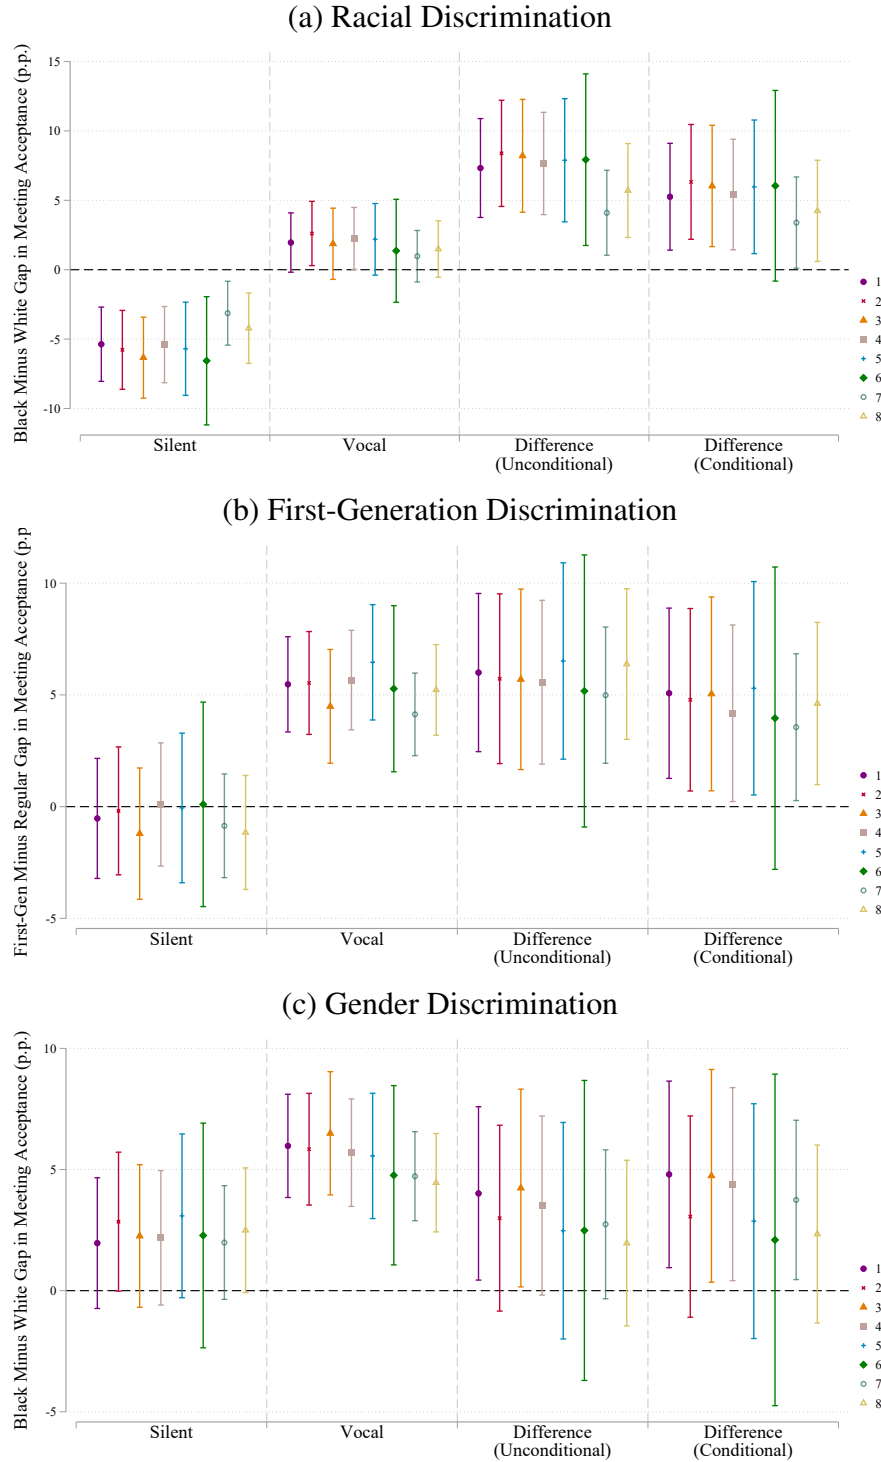 (a) Racial Discrimination
Black Minus White Gap in Meeting Acceptance (p.p.)
15
10
5
0
-5
-10
Silent
Vocal
Difference
(Unconditional)
Difference
(Conditional)
1
2
3
4
5
6
7
8
(b) First-Generation Discrimination
First-Gen Minus Regular Gap in Meeting Acceptance (p.p
10
5
0
-5
Silent
Vocal
Difference
(Unconditional)
Difference
(Conditional)
1
2
3
4
5
6
7
8
(c) Gender Discrimination
Black Minus White Gap in Meeting Acceptance (p.p.)
10
5
0
-5
Silent
Vocal
Difference
(Unconditional)
Difference
(Conditional)
1
2
3
4
5
6
7
8